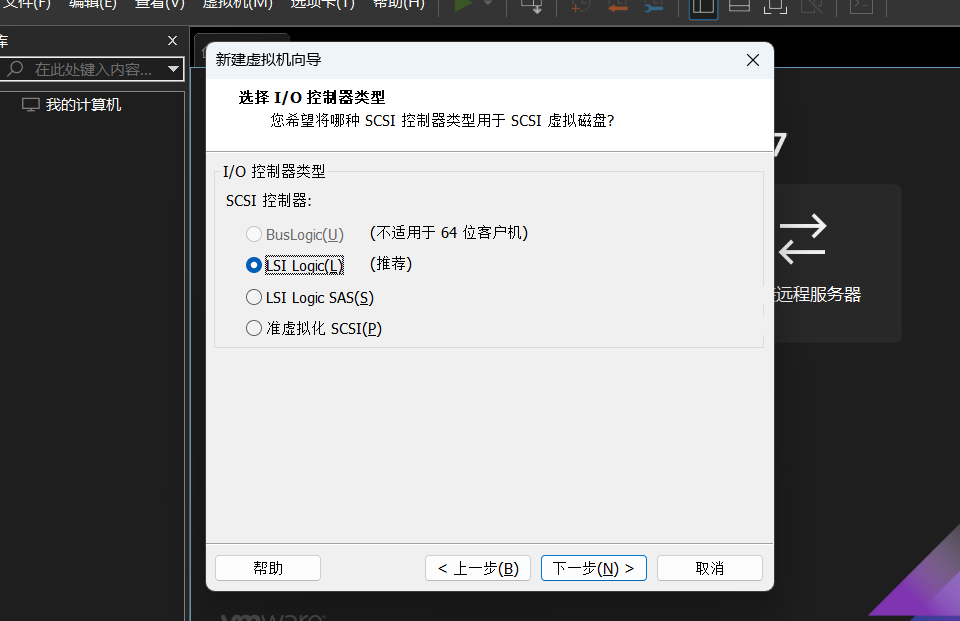 文件(F) 编辑(E) 查看(V) 虚拟机(M) 选项卡(T) 帮助(H)
库
在此处键入内容...
我的计算机
新建虚拟机向导
选择 I/O 控制器类型
您希望将哪种 SCSI 控制器类型用于 SCSI 虚拟磁盘?
7
I/O 控制器类型
SCSI 控制器:
BusLogic(U) (不适用于 64 位客户机)
LSI Logic(L) (推荐)
远程服务器
LSI Logic SAS(S)
准虚拟化 SCSI(P)
帮助
< 上一步(B)
下一步(N) >
取消
vmware